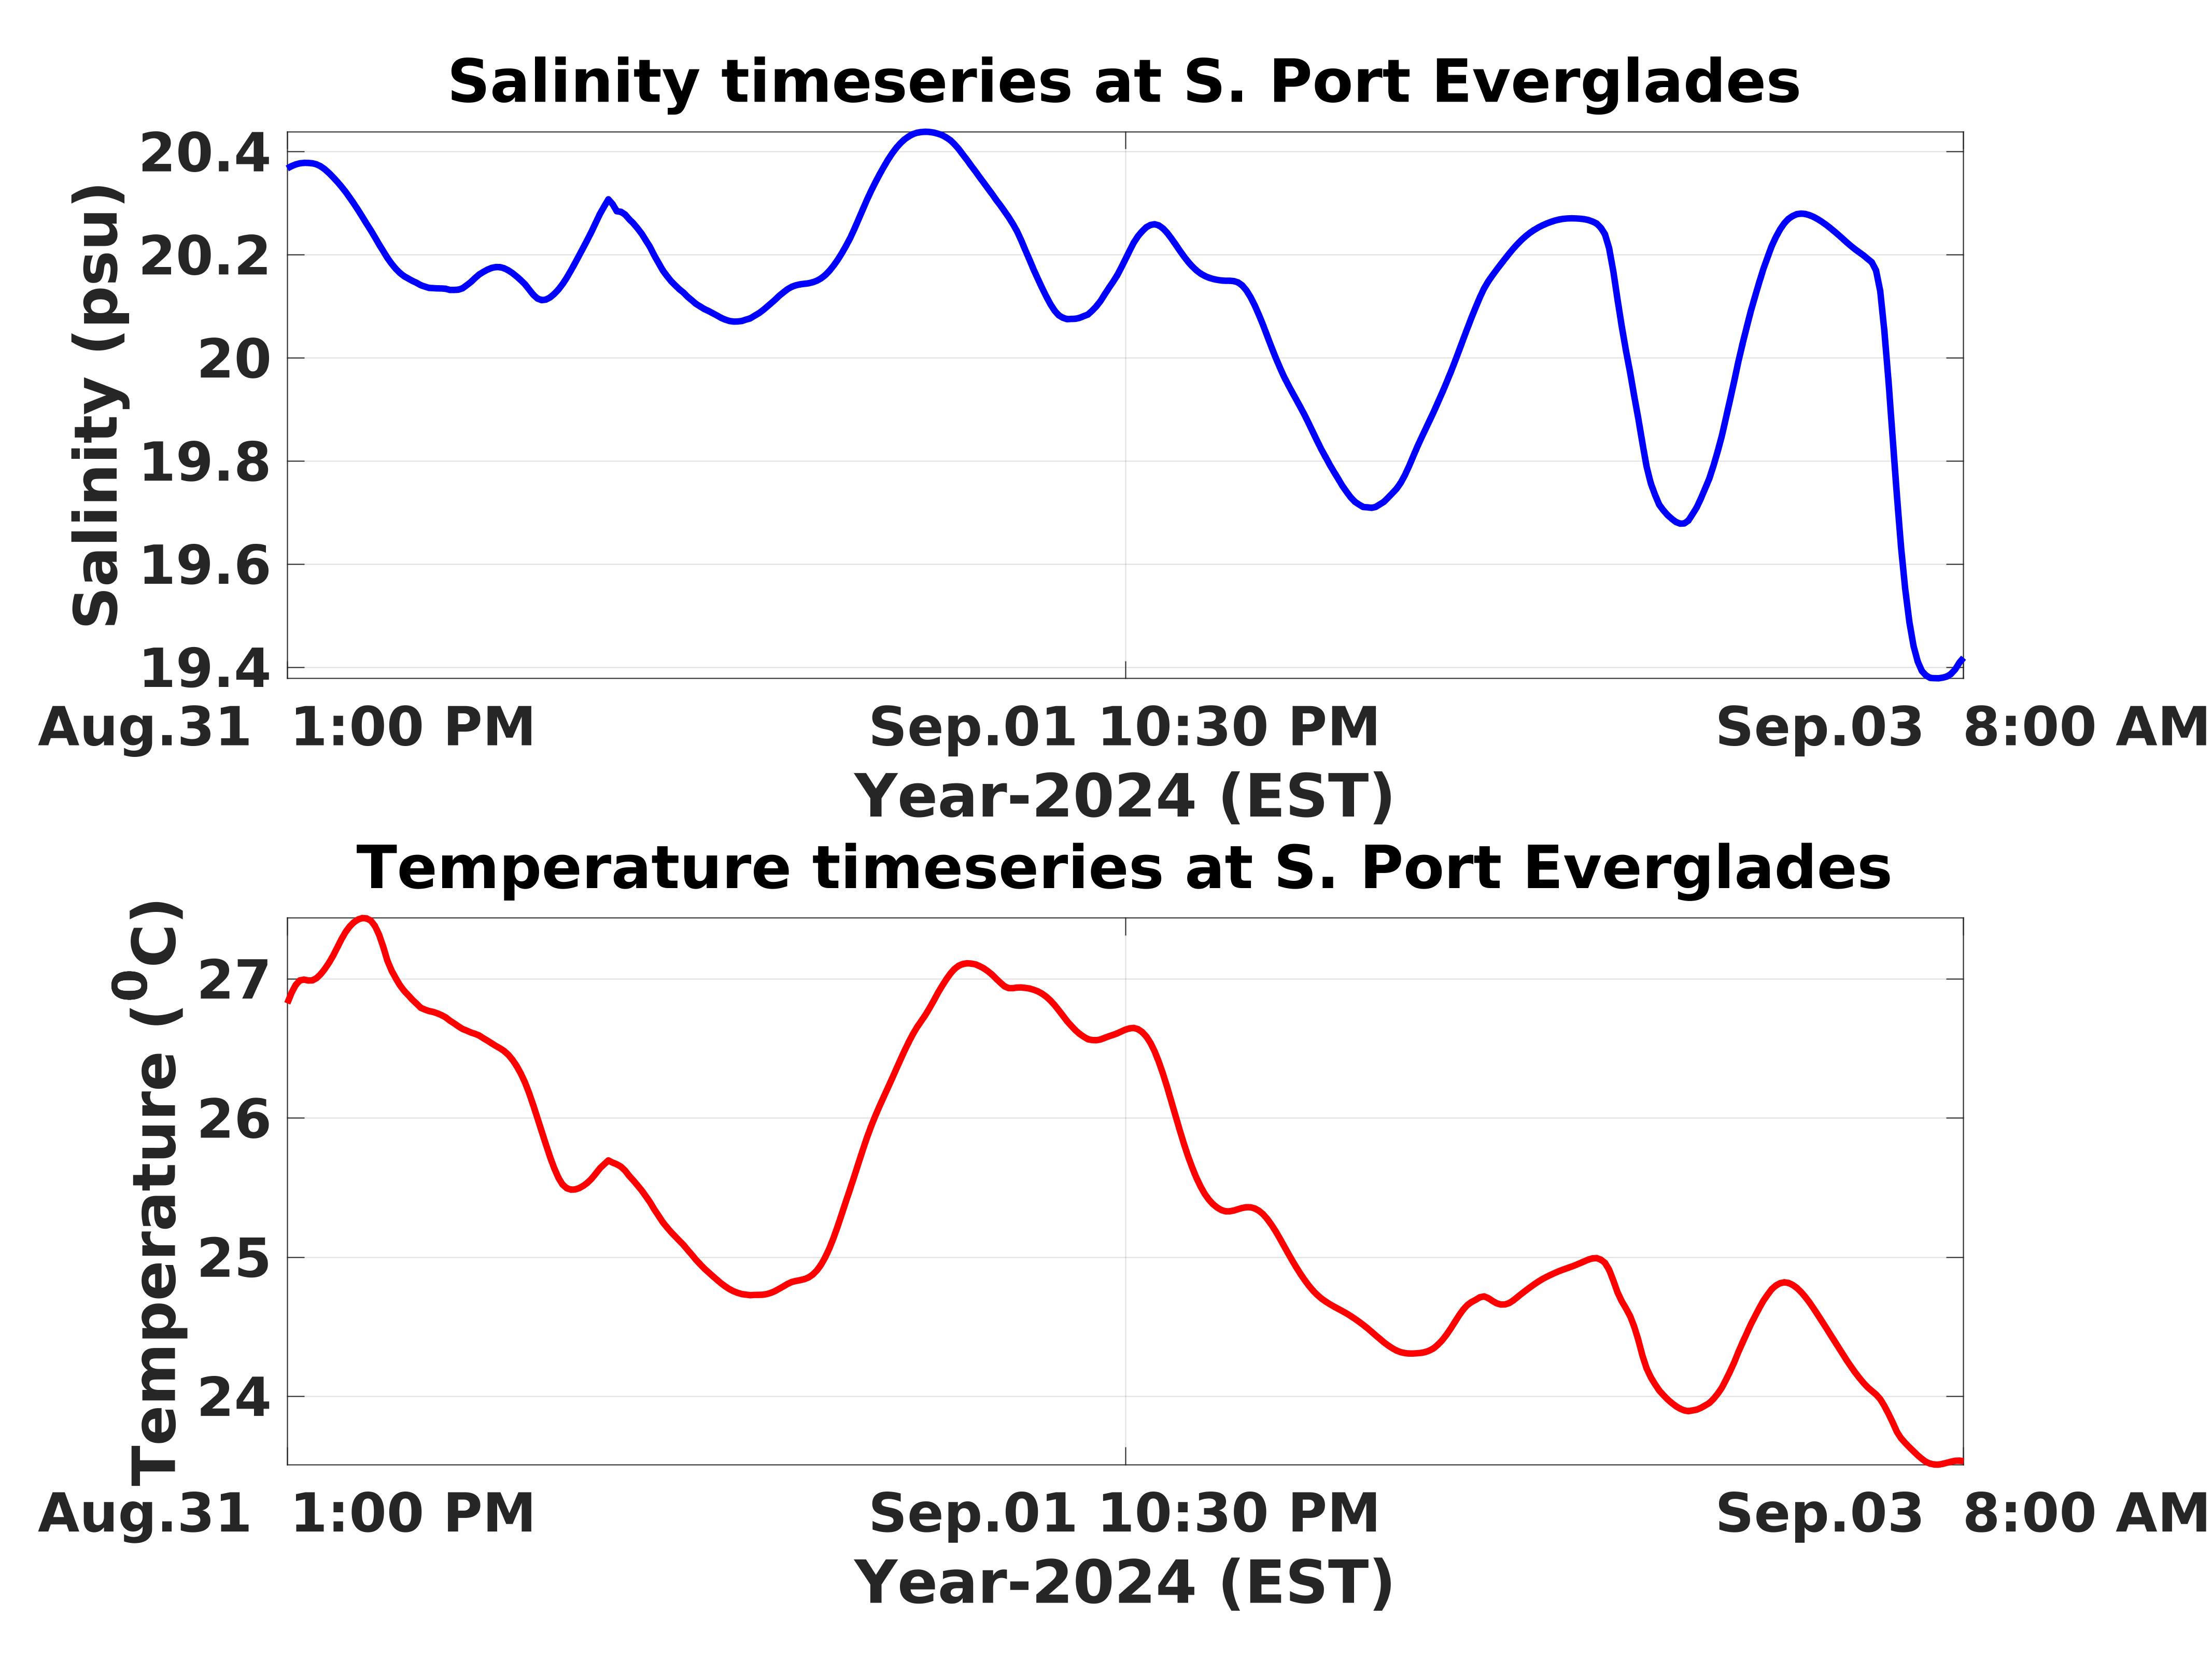 Salinity timeseries at S. Port Everglades
Salinity (psu)
20.4
20.2
20
19.8
19.6
19.4
Aug.31  1:00 PM
Sep.01 10:30 PM
Sep.03  8:00 AM
Year-2024 (EST)
Temperature timeseries at S. Port Everglades
Temperature (⁰C)
27
26
25
24
Aug.31  1:00 PM
Sep.01 10:30 PM
Sep.03  8:00 AM
Year-2024 (EST)